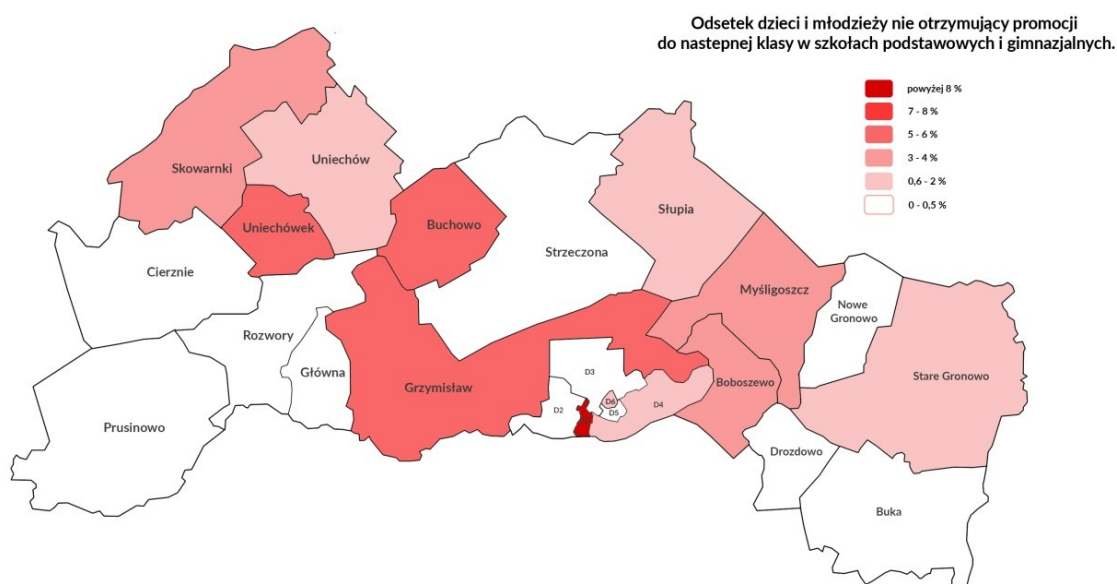 Odsetek dzieci i młodzieży nie otrzymujący promocji
do nastepnej klasy w szkołach podstawowych i gimnazjalnych.
powyżej 8 %
7 - 8 %
5 - 6 %
3 - 4 %
0,6 - 2 %
0 - 0,5 %
Skowarnki
Uniechów
Uniechówek
Buchowo
Słupia
Strzeczona
Cierznie
Myśligoszcz
Nowe
Gronowo
Rozwory
Główna
Grzymisław
D3
Boboszewo
Stare Gronowo
D2
D6
D5
D4
Prusinowo
Drozdowo
Buka